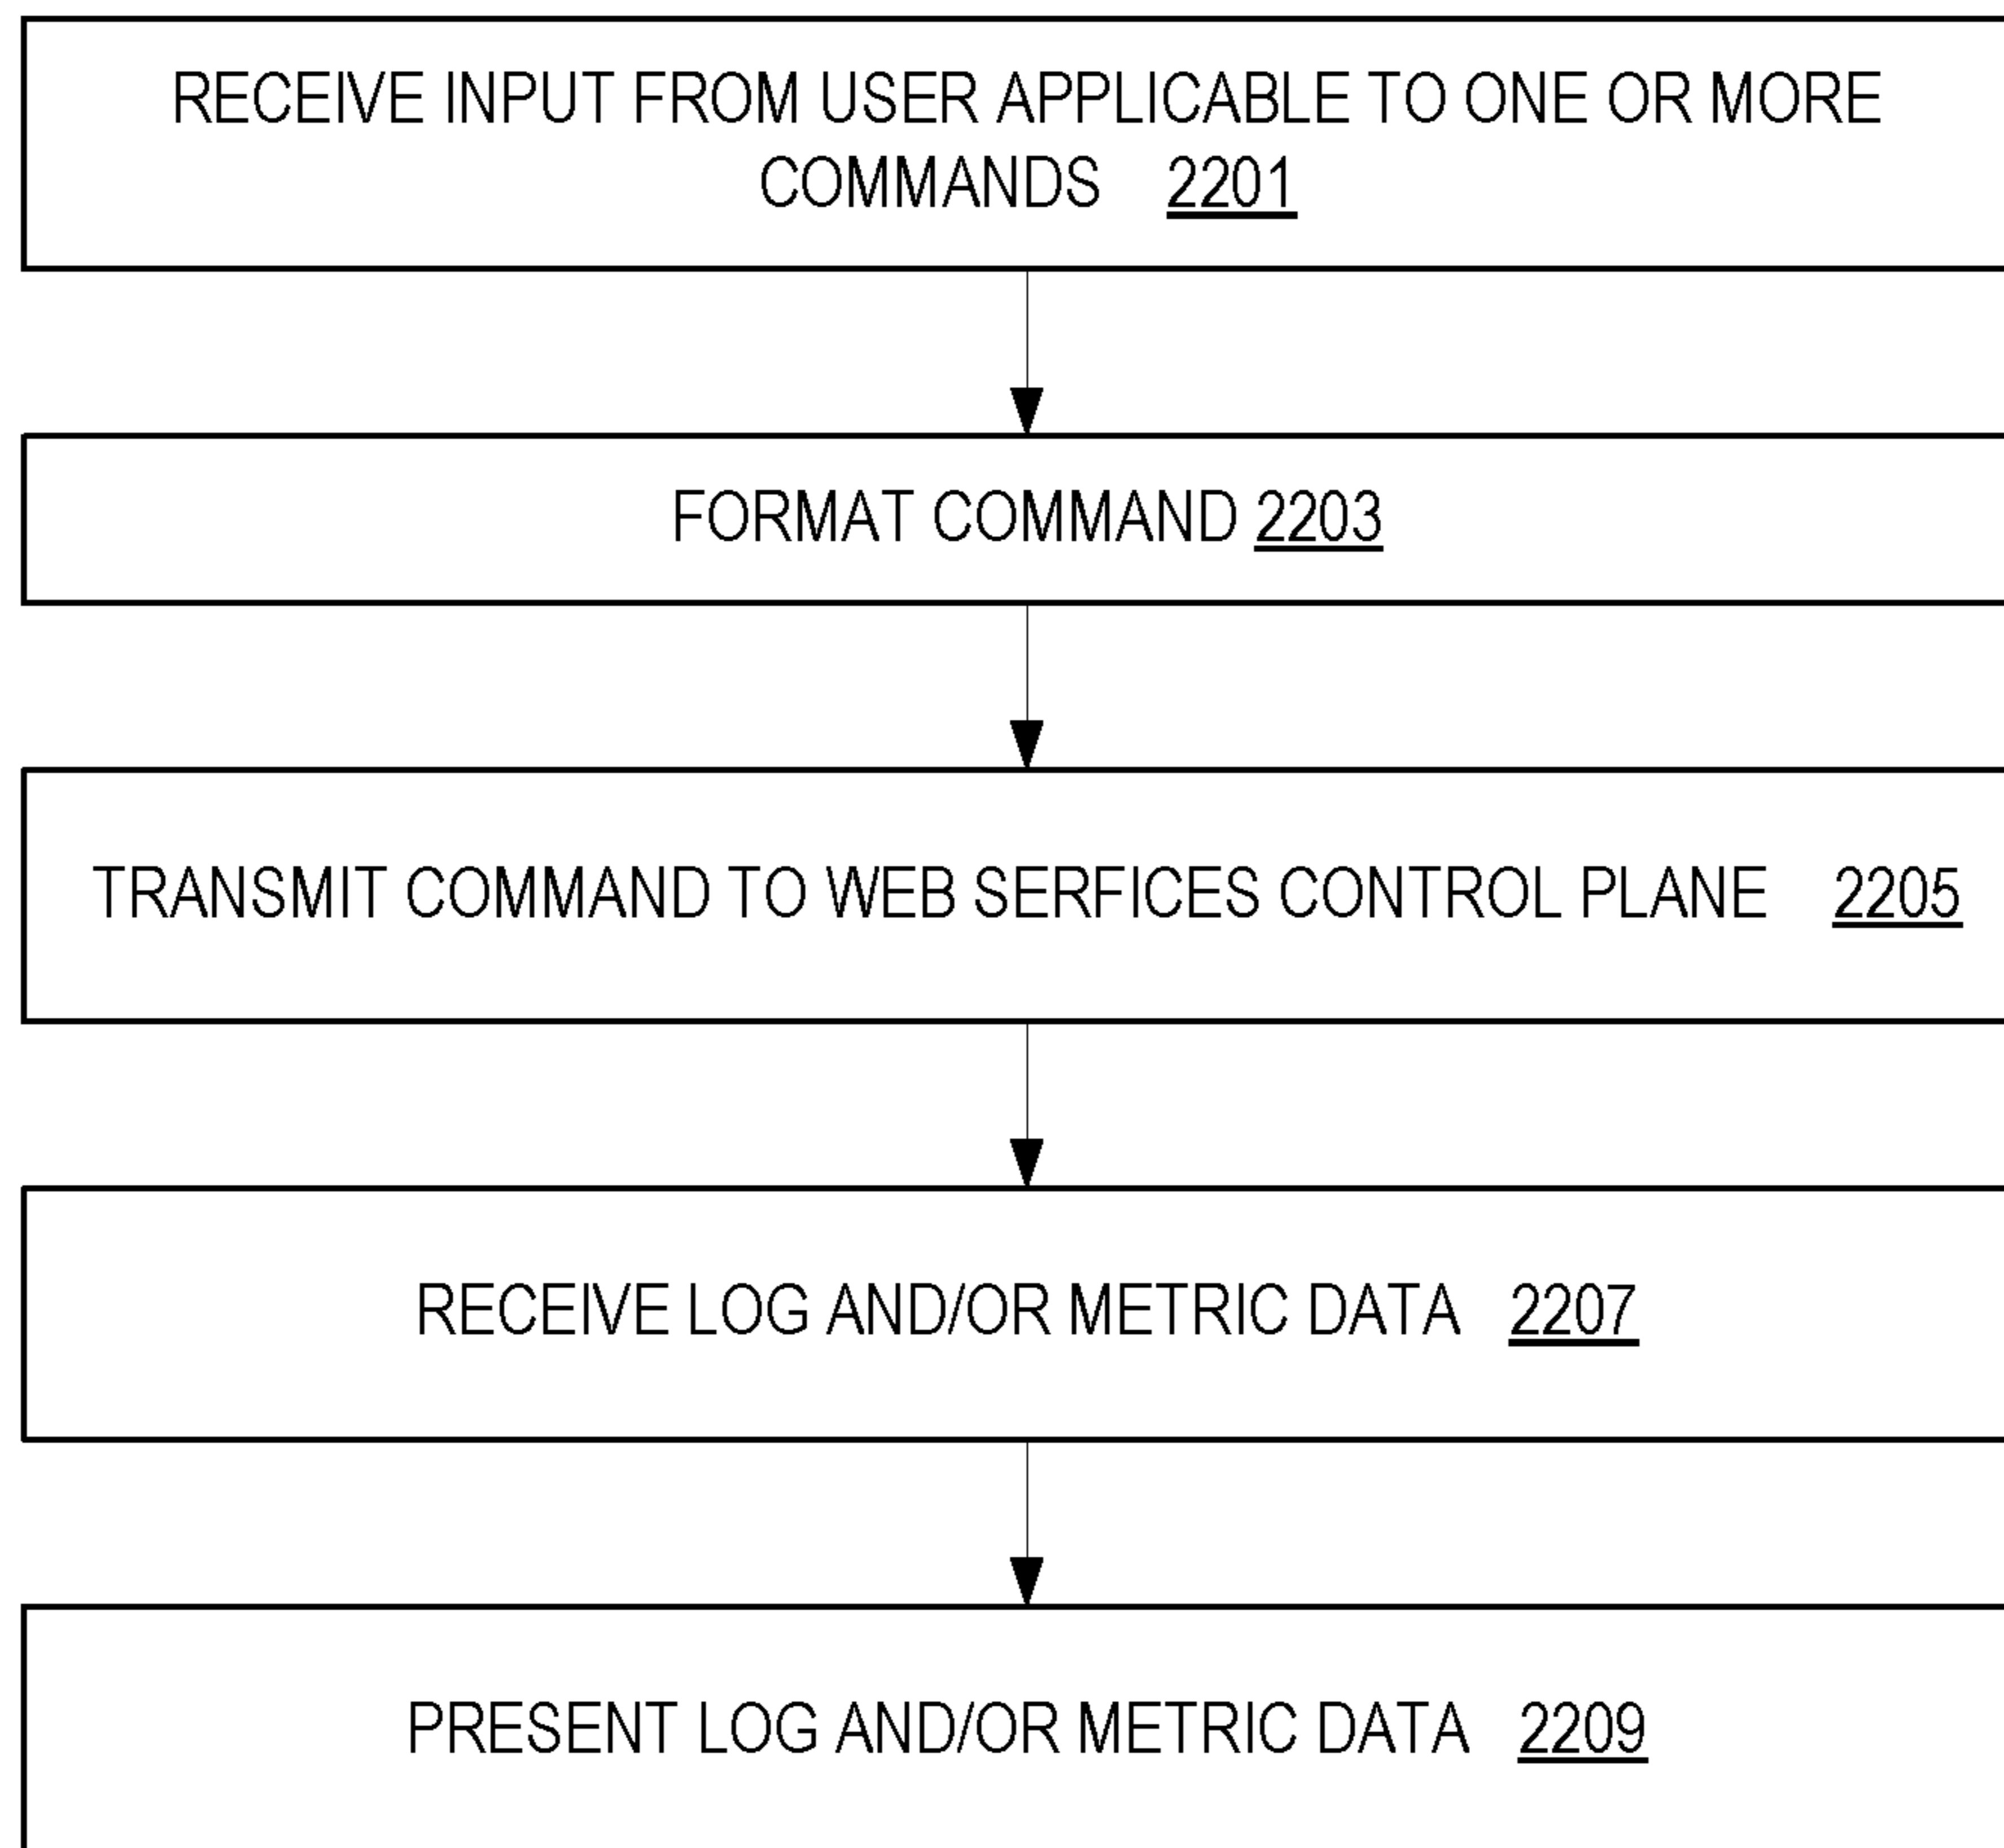 RECEIVE INPUT FROM USER APPLICABLE TO ONE OR MORE
COMMANDS 2201
FORMAT COMMAND 2203
TRANSMIT COMMAND TO WEB SERFICES CONTROL PLANE 2205
RECEIVE LOG AND/OR METRIC DATA 2207
PRESENT LOG AND/OR METRIC DATA 2209